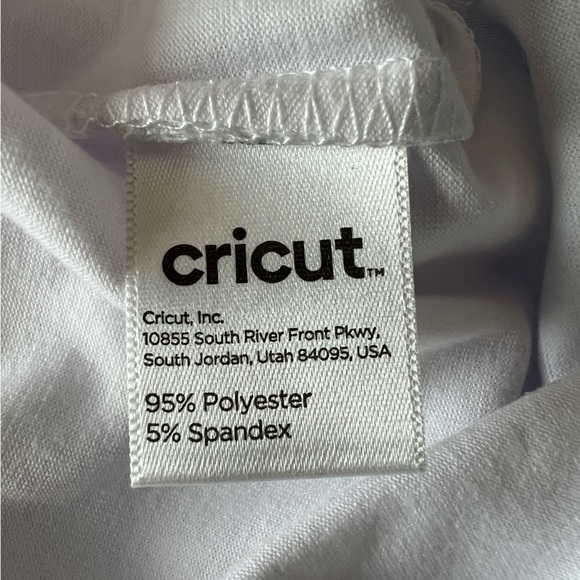 cricut™
Cricut, Inc.
10855 South River Front Pkwy,
South Jordan, Utah 84095, USA
95% Polyester
5% Spandex